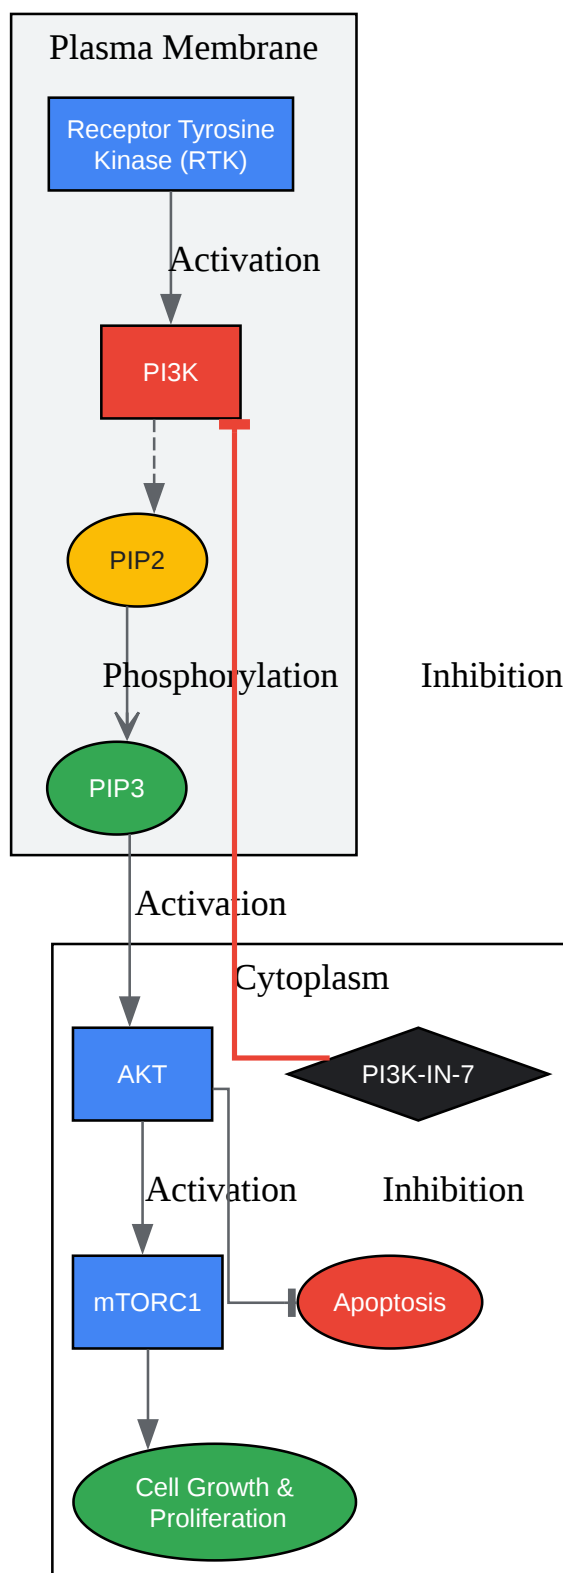 Plasma Membrane
Receptor Tyrosine
Kinase (RTK)
Activation
PI3K
PIP2
Phosphorylation
Inhibition
PIP3
Activation
Cytoplasm
AKT
PI3K-IN-7
Activation
Inhibition
mTORC1
Apoptosis
Cell Growth &
Proliferation